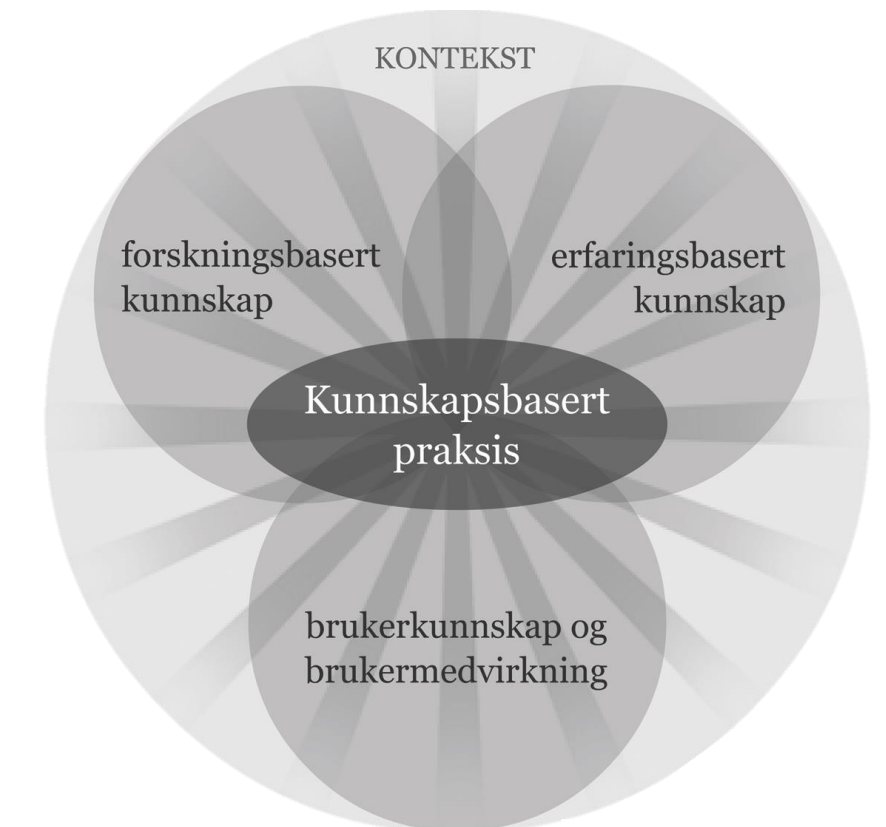 KONTEKST
forskningsbasert
kunnskap
erfaringsbasert
kunnskap
Kunnskapsbasert
praksis
brukerkunnskap og
brukermedvirkning